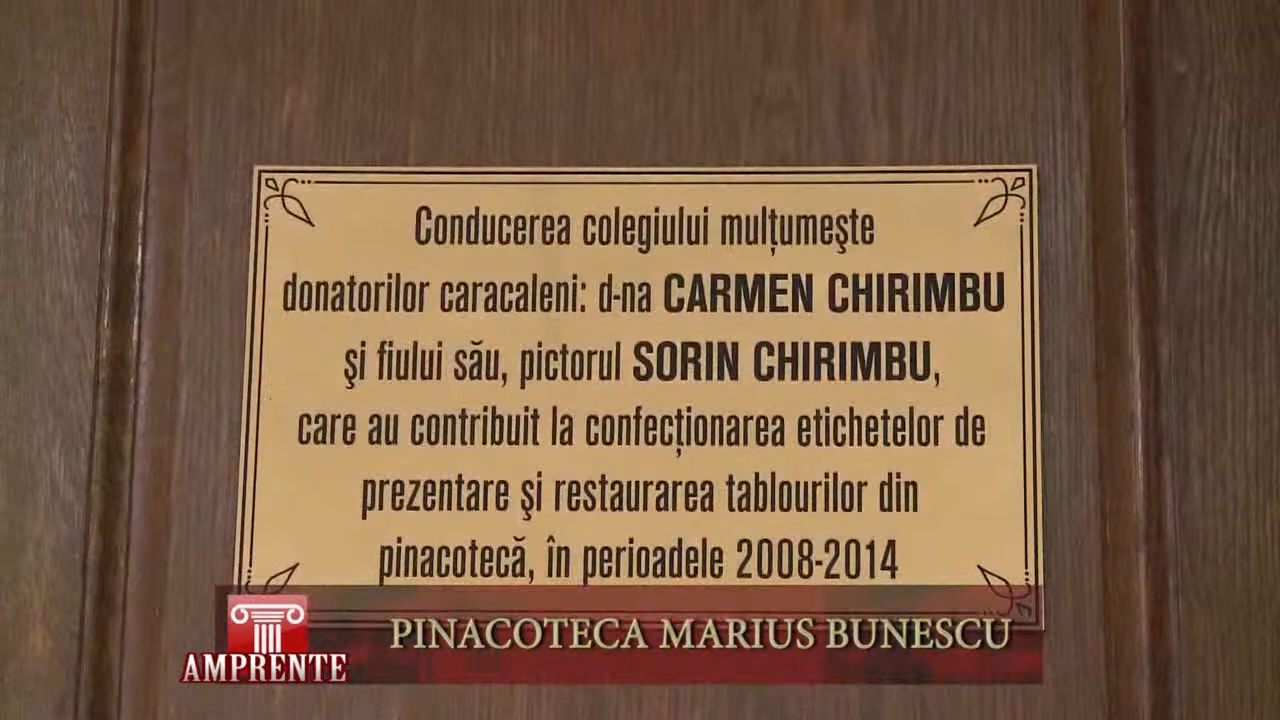 Conducerea colegiului mulţumeşte
donatorilor caracaleni: d-na CARMEN CHIRIMBU
şi fiului său, pictorul SORIN CHIRIMBU,
care au contribuit la confecţionarea etichetelor de
prezentare şi restaurarea tablourilor din
pinacotecă, în perioadele 2008-2014
PINACOTECA MARIUS BUNESCU
AMPRENTE